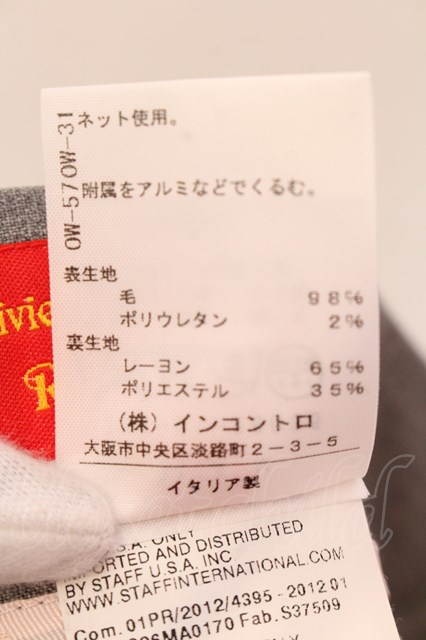 ネット使用。
附属をアルミなどでくるむ。
OW-570W-31
表生地
毛 98%
ポリウレタン 2%
裏生地
レーヨン 65%
ポリエステル 35%
(株) インコントロ
大阪市中央区淡路町2-3-5
イタリア製
ivie
ONLY
IMPORTED AND DISTRIBUTED
BY STAFF U.S.A. INC
WWW.STAFFINTERNATIONAL.COM
Com. 01PR/2012/4395 - 2012 01
MA0170 Fab. S37509